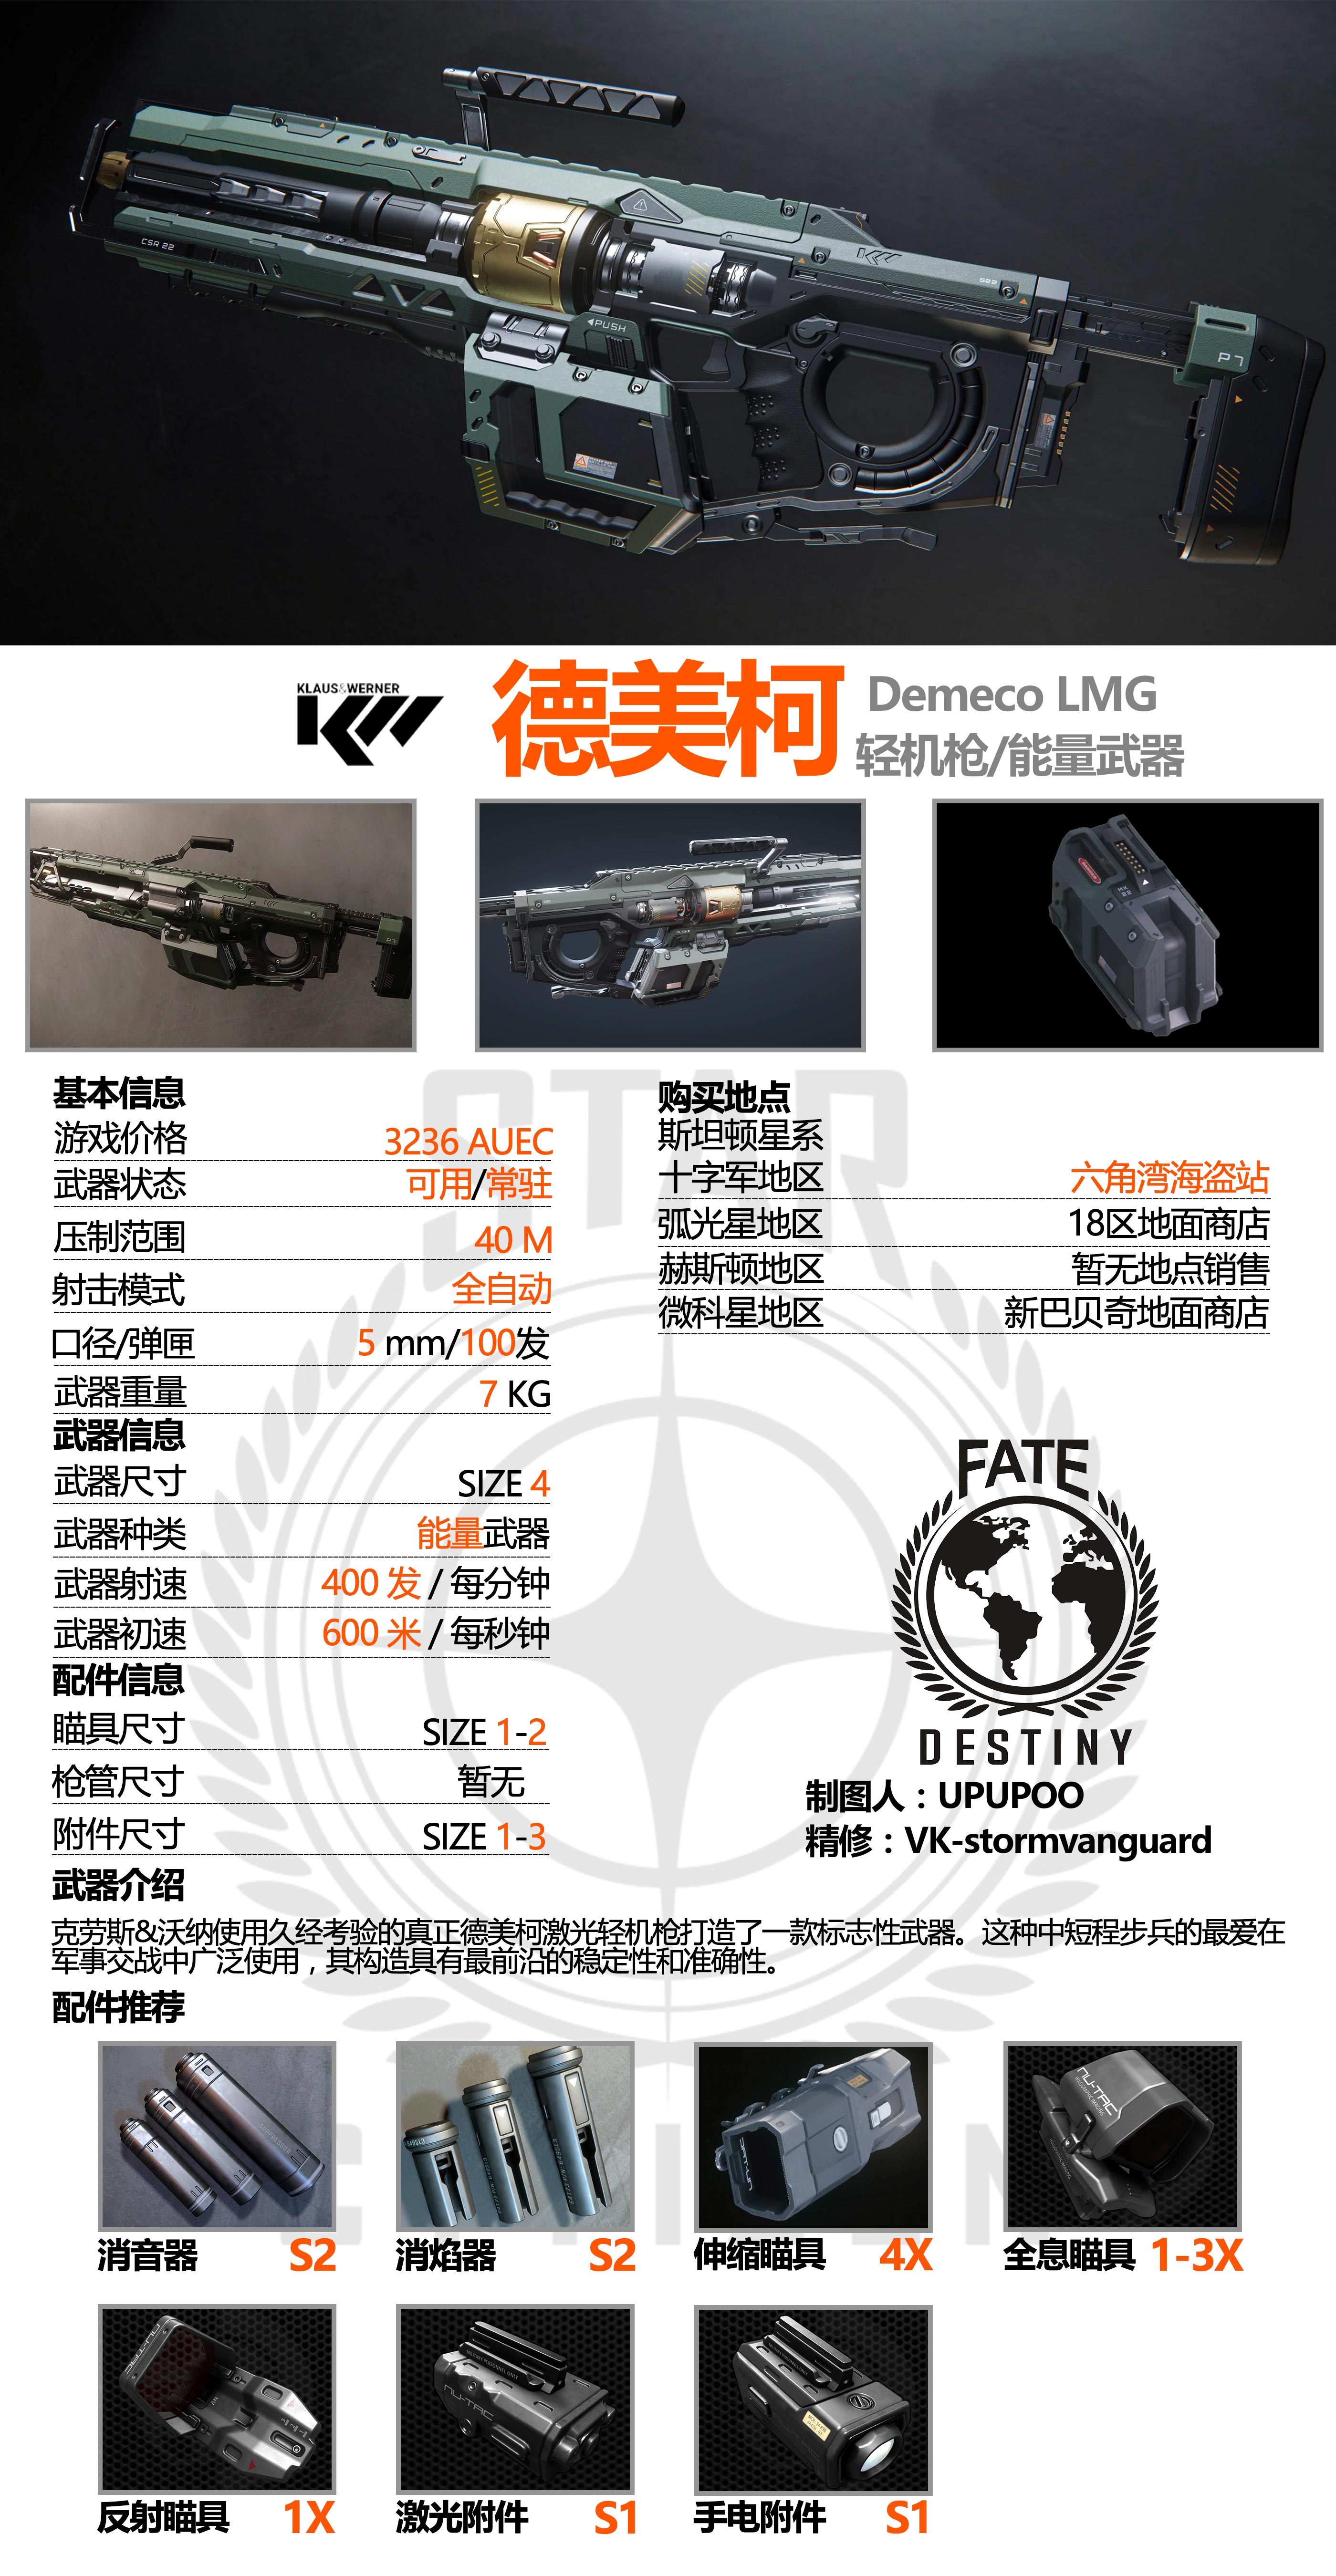 CSR 22
◀PUSH
S22
P7
KLAUS&WERNER
KW
德美柯
Demeco LMG
轻机枪/能量武器
MK
22
基本信息
游戏价格 3236 AUEC
武器状态 可用/常驻
压制范围 40 M
射击模式 全自动
口径/弹匣 5 mm/100发
武器重量 7 KG
武器信息
武器尺寸 SIZE 4
武器种类 能量武器
武器射速 400 发 / 每分钟
武器初速 600 米 / 每秒钟
配件信息
瞄具尺寸 SIZE 1-2
枪管尺寸 暂无
附件尺寸 SIZE 1-3
购买地点
斯坦顿星系
十字军地区 六角湾海盗站
弧光星地区 18区地面商店
赫斯顿地区 暂无地点销售
微科星地区 新巴贝奇地面商店
STAR
FATE
DESTINY
制图人：UPUPOO
精修：VK-stormvanguard
武器介绍
克劳斯&沃纳使用久经考验的真正德美柯激光轻机枪打造了一款标志性武器。这种中短程步兵的最爱在
军事交战中广泛使用，其构造具有最前沿的稳定性和准确性。
配件推荐
NU-TAC
消音器 S2
消焰器 S2
伸缩瞄具 4X
全息瞄具 1-3X
NU-TAC
MILITARY PERSONNEL ONLY
反射瞄具 1X
激光附件 S1
手电附件 S1